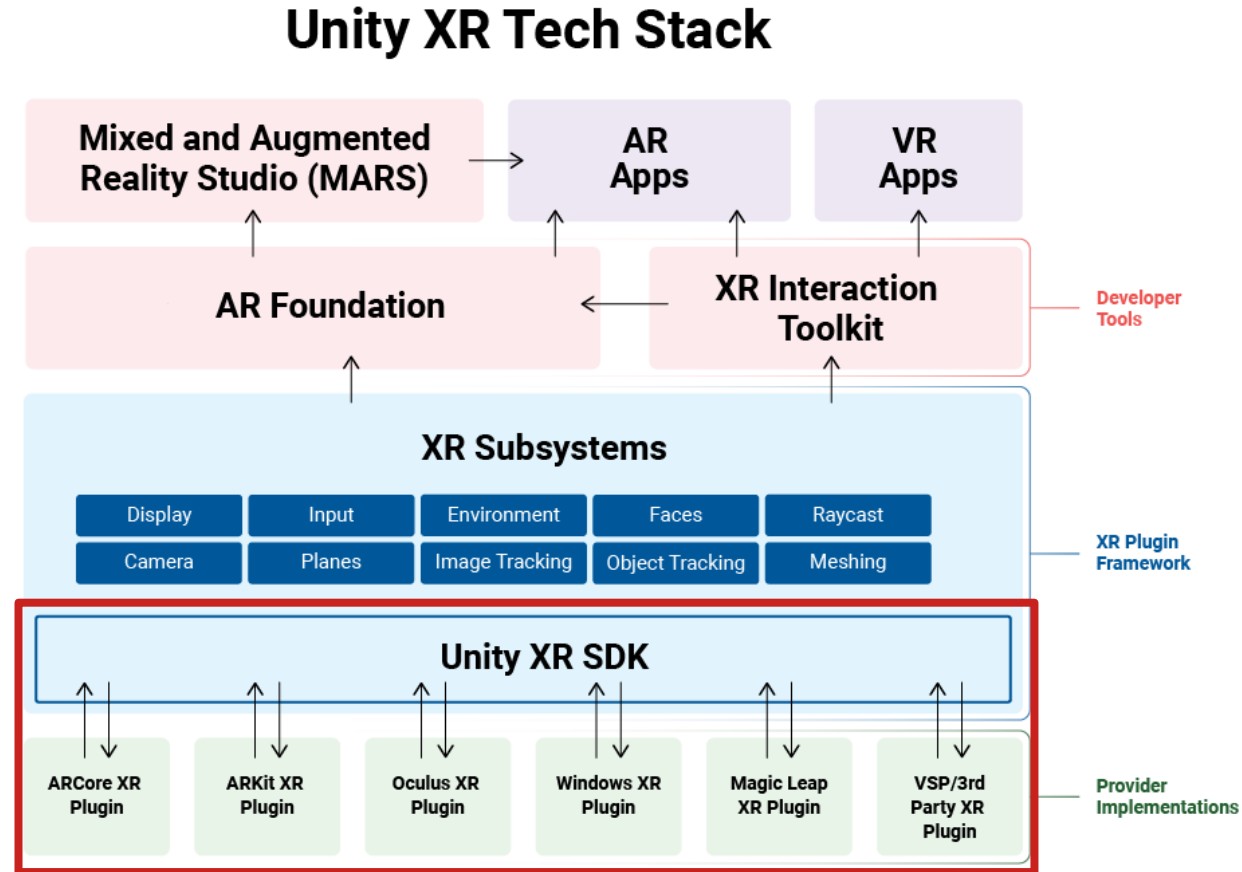 Unity XR Tech Stack
Mixed and Augmented
Reality Studio (MARS)
AR
Apps
VR
Apps
AR Foundation
XR Interaction
Toolkit
Developer
Tools
XR Subsystems
Display
Input
Environment
Faces
Raycast
Camera
Planes
Image Tracking
Object Tracking
Meshing
XR Plugin
Framework
Unity XR SDK
ARCore XR
Plugin
ARKit XR
Plugin
Oculus XR
Plugin
Windows XR
Plugin
Magic Leap
XR Plugin
VSP/3rd
Party XR
Plugin
Provider
Implementations